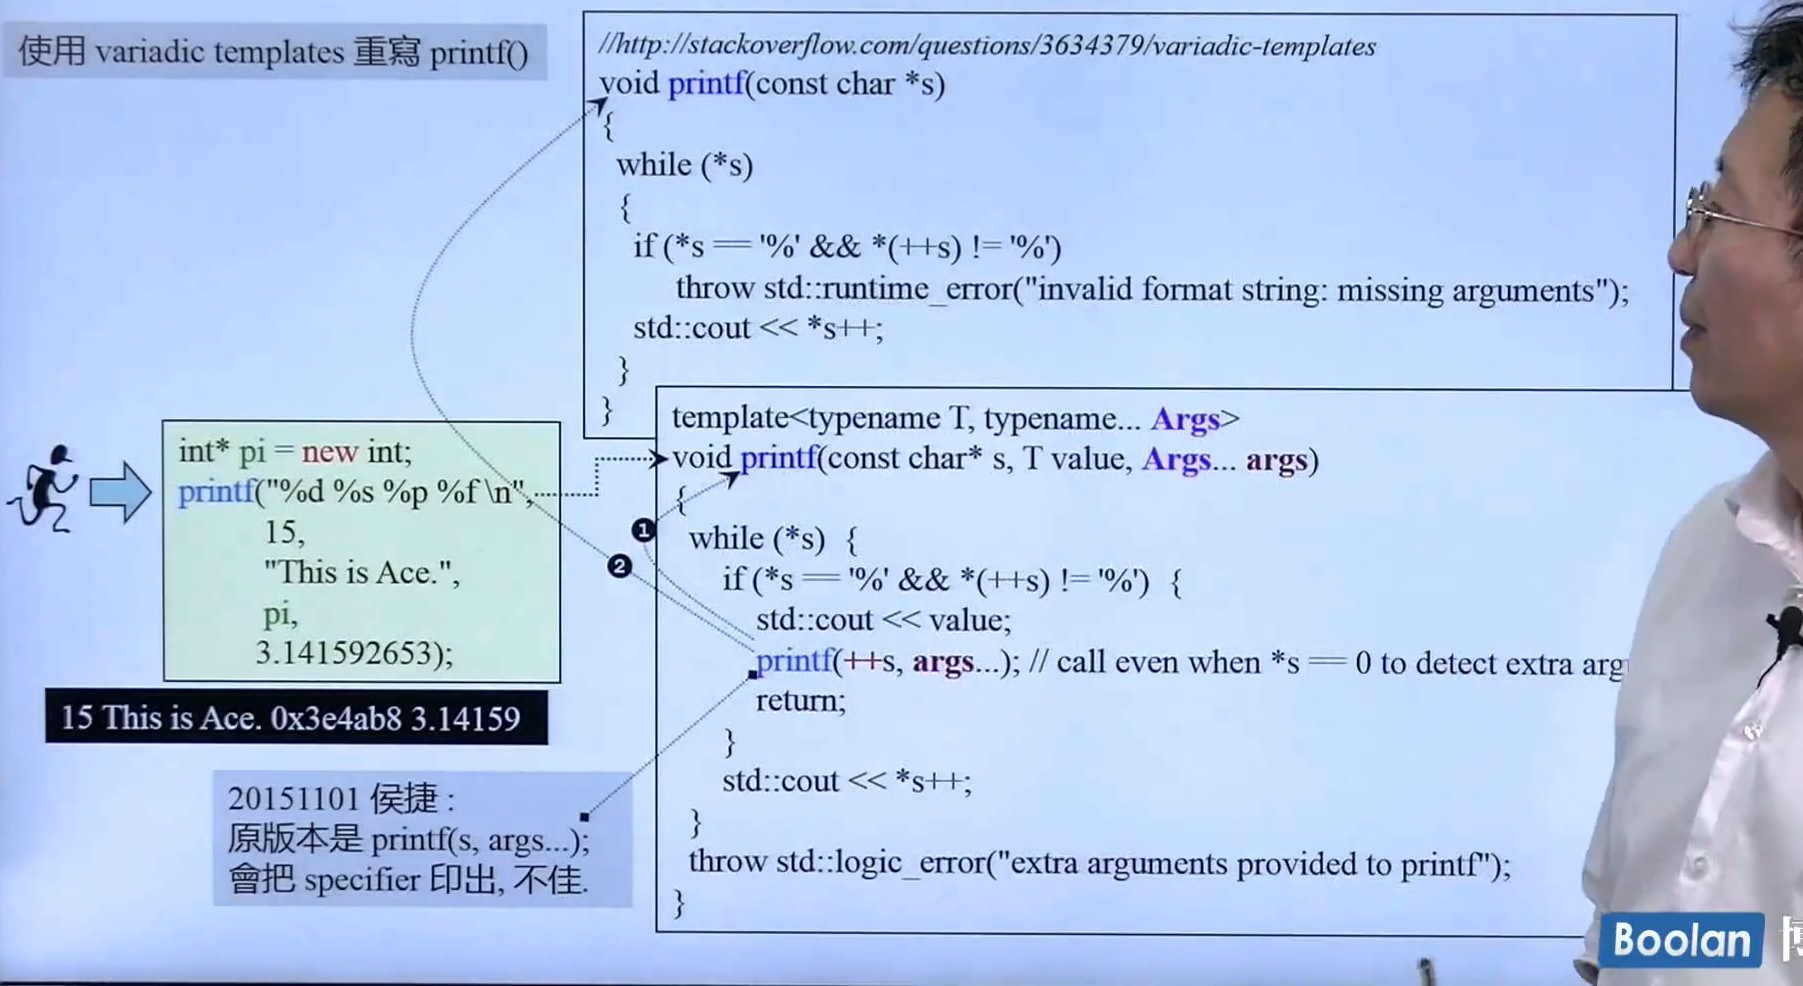 使用 variadic templates 重寫 printf()
//http://stackoverflow.com/questions/3634379/variadic-templates
void printf(const char *s)
{
while (*s)
{
if (*s == '%' && *(++s) != '%')
throw std::runtime_error("invalid format string: missing arguments");
std::cout << *s++;
}
}
template<typename T, typename... Args>
void printf(const char* s, T value, Args... args)
{
while (*s) {
if (*s == '%' && *(++s) != '%') {
std::cout << value;
printf(++s, args...); // call even when *s == 0 to detect extra arg
return;
}
std::cout << *s++;
}
throw std::logic_error("extra arguments provided to printf");
}
int* pi = new int;
printf("%d %s %p %f \n",
15,
"This is Ace.",
pi,
3.141592653);
❶
❷
15 This is Ace. 0x3e4ab8 3.14159
20151101 侯捷 :
原版本是 printf(s, args...);
會把 specifier 印出, 不佳.
Boolan